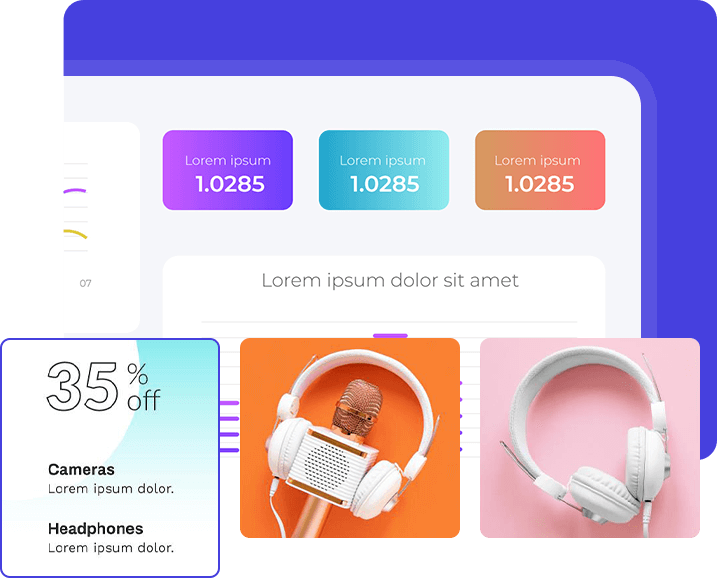 Lorem ipsum
1.0285
Lorem ipsum
1.0285
Lorem ipsum
1.0285
07
Lorem ipsum dolor sit amet
35 %
off
Cameras
Lorem ipsum dolor.
Headphones
Lorem ipsum dolor.